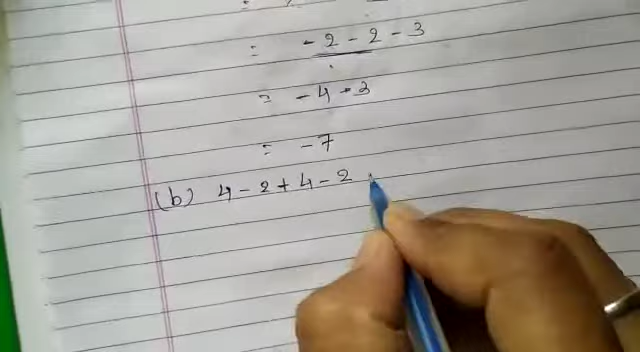 = - 2 - 2 - 3
= - 4 - 3
= - 7
(b) 4 - 2 + 4 - 2